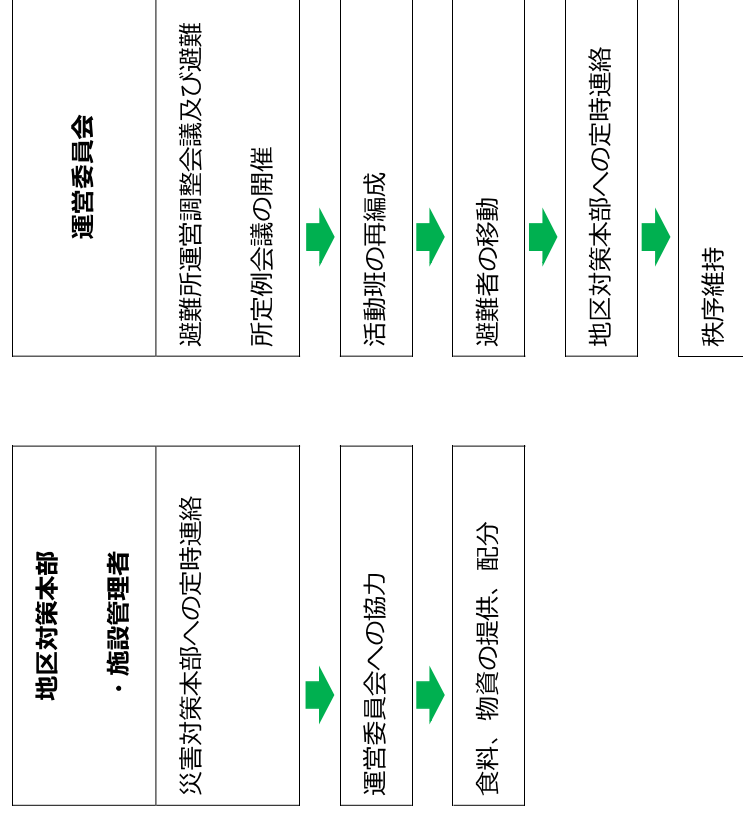 地区対策本部
・施設管理者
災害対策本部への定時連絡
運営委員会への協力
食料、物資の提供、配分
運営委員会
避難所運営調整会議及び避難
所定例会議の開催
活動班の再編成
避難者の移動
地区対策本部への定時連絡
秩序維持